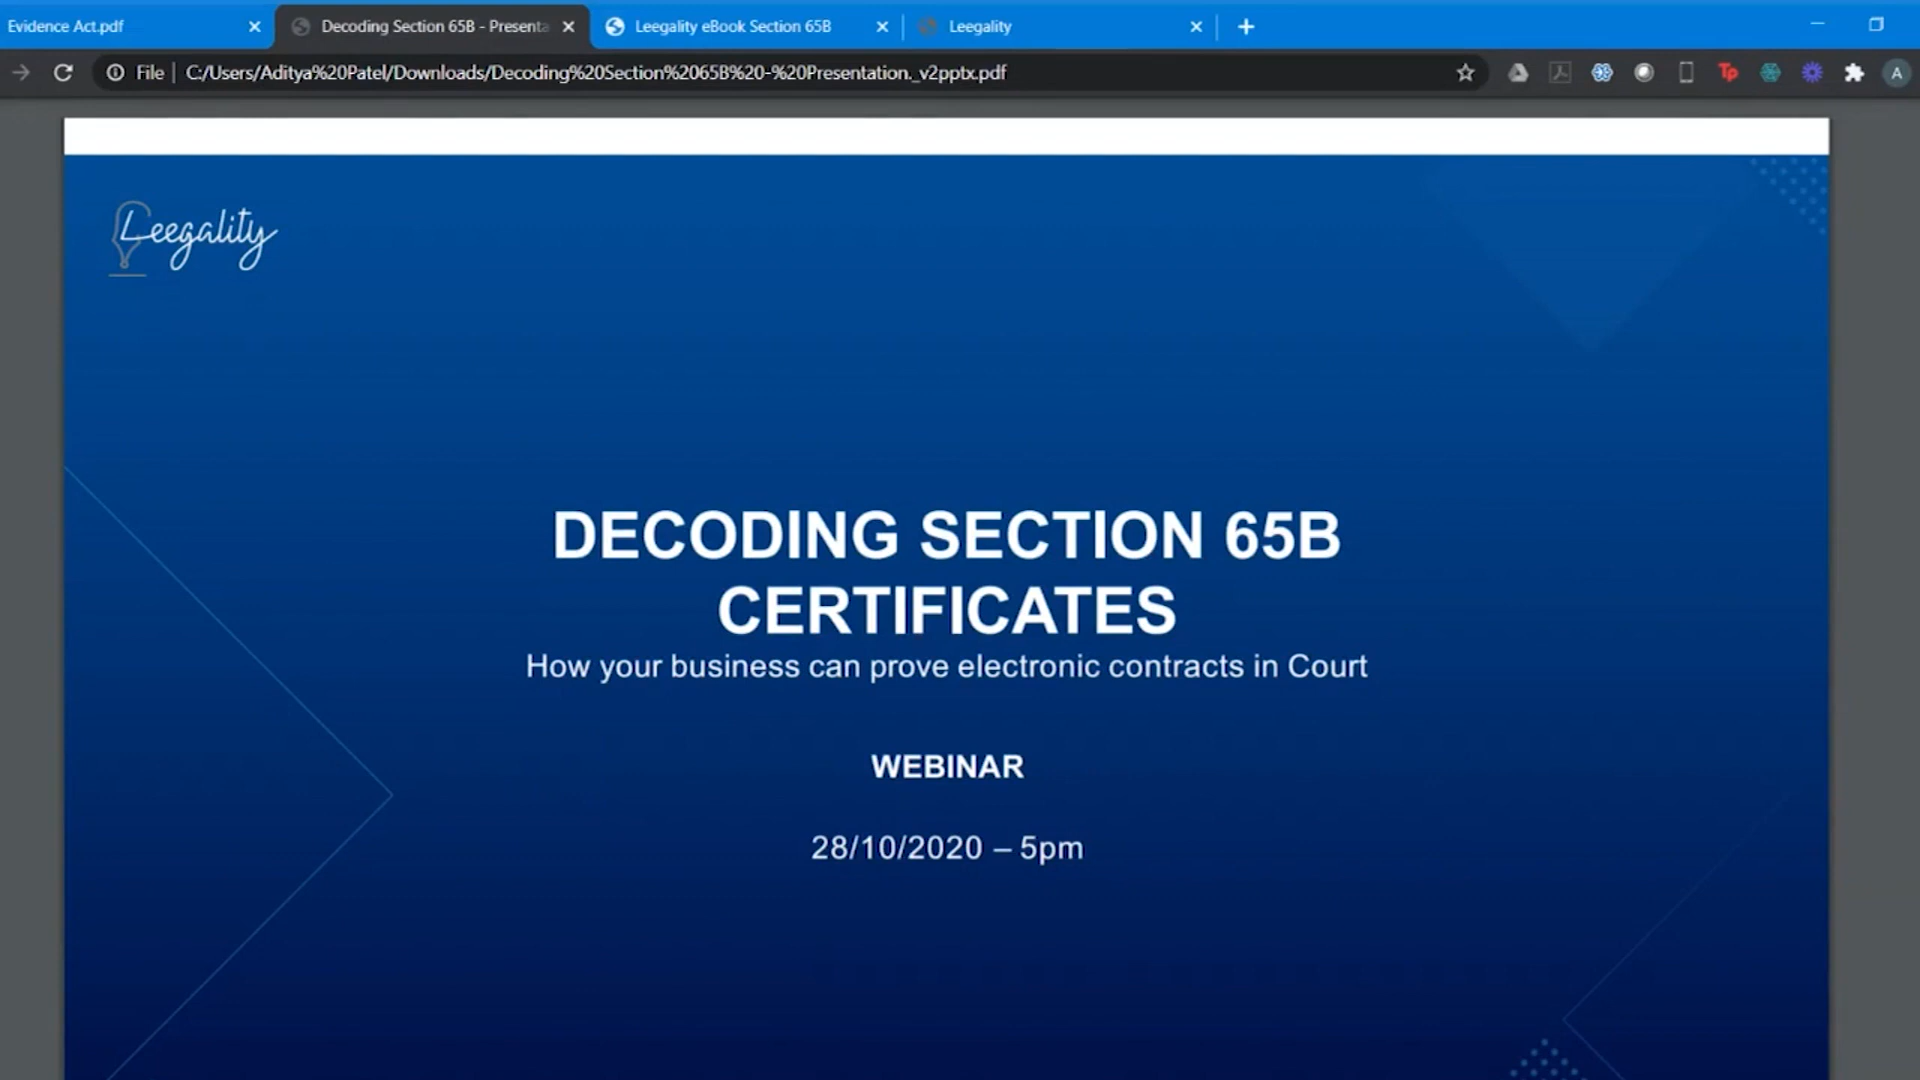 Evidence Act.pdf
Decoding Section 65B - Presenta
Leegality eBook Section 65B
Leegality
File
C:/Users/Aditya%20Patel/Downloads/Decoding%20Section%2065B%20-%20Presentation._v2pptx.pdf
Tp
A
Leegality
DECODING SECTION 65B
CERTIFICATES
How your business can prove electronic contracts in Court
WEBINAR
28/10/2020 – 5pm